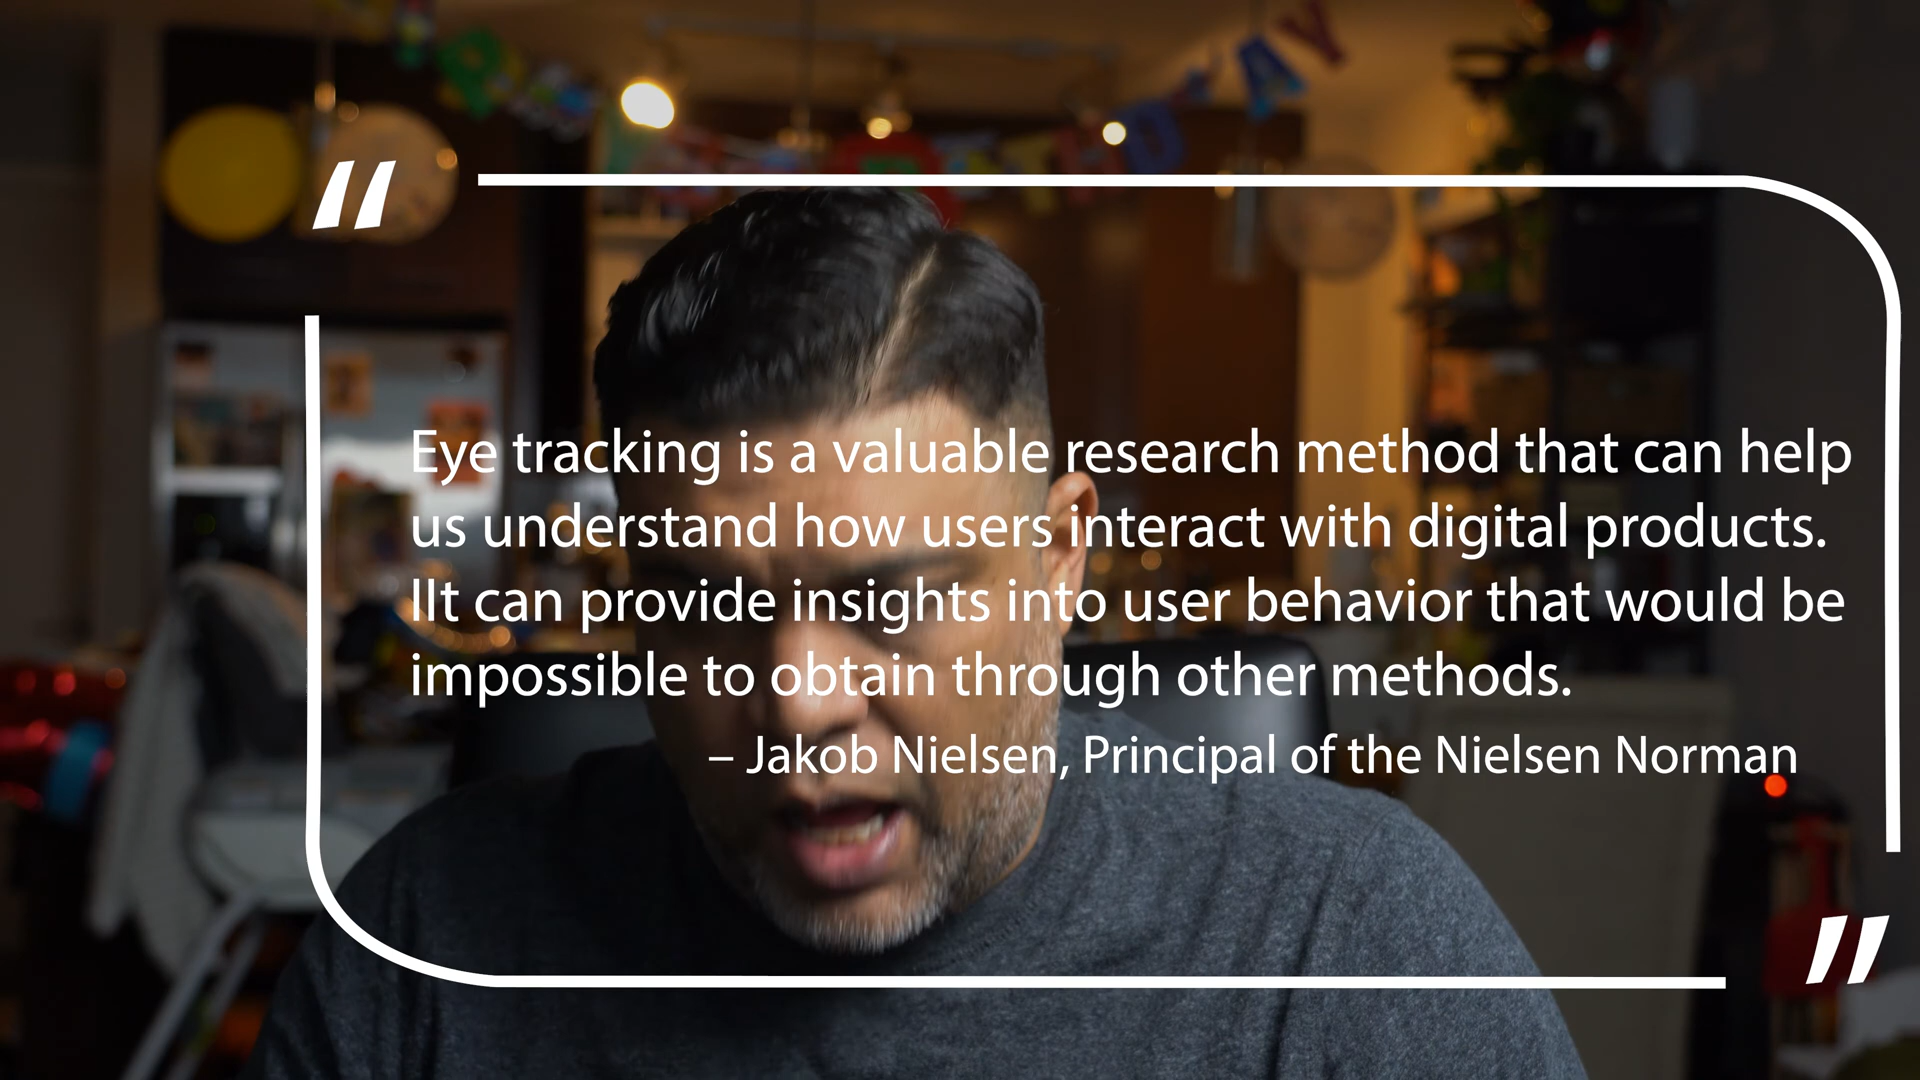 “
Eye tracking is a valuable research method that can help
us understand how users interact with digital products.
IIt can provide insights into user behavior that would be
impossible to obtain through other methods.
– Jakob Nielsen, Principal of the Nielsen Norman
”